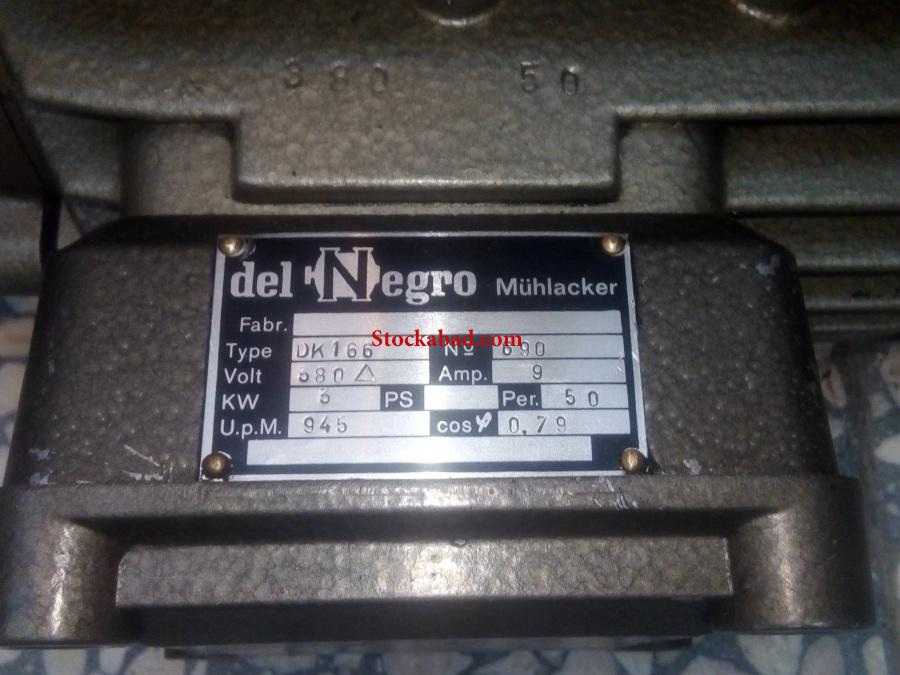 380 50
del Negro Mühlacker
Fabr.
Stockabad.com
Type DK166 Nº 690
Volt 380 △ Amp. 9
KW 3 PS Per. 50
U.p.M. 945 cos φ 0,79